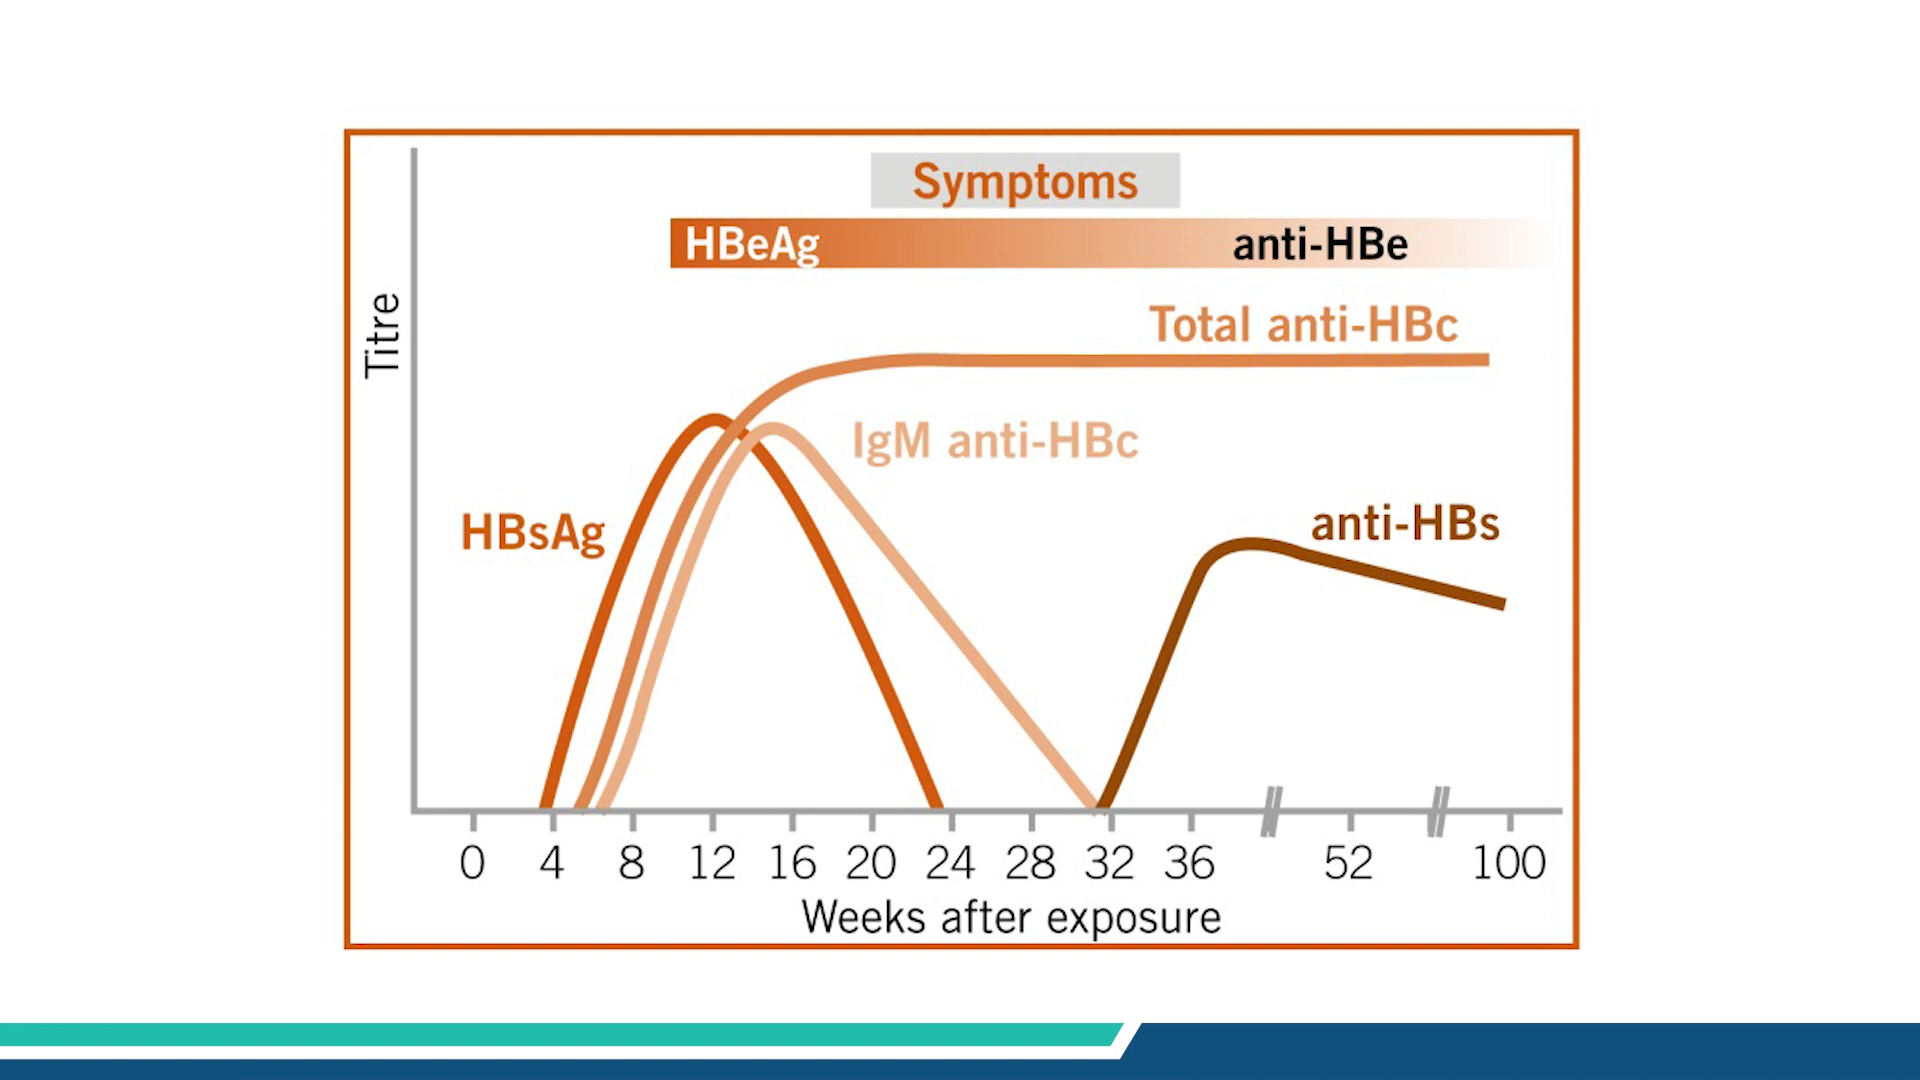 Symptoms
HBeAg anti-HBe
Total anti-HBc
Titre
IgM anti-HBc
HBsAg
anti-HBs
0 4 8 12 16 20 24 28 32 36 52 100
Weeks after exposure